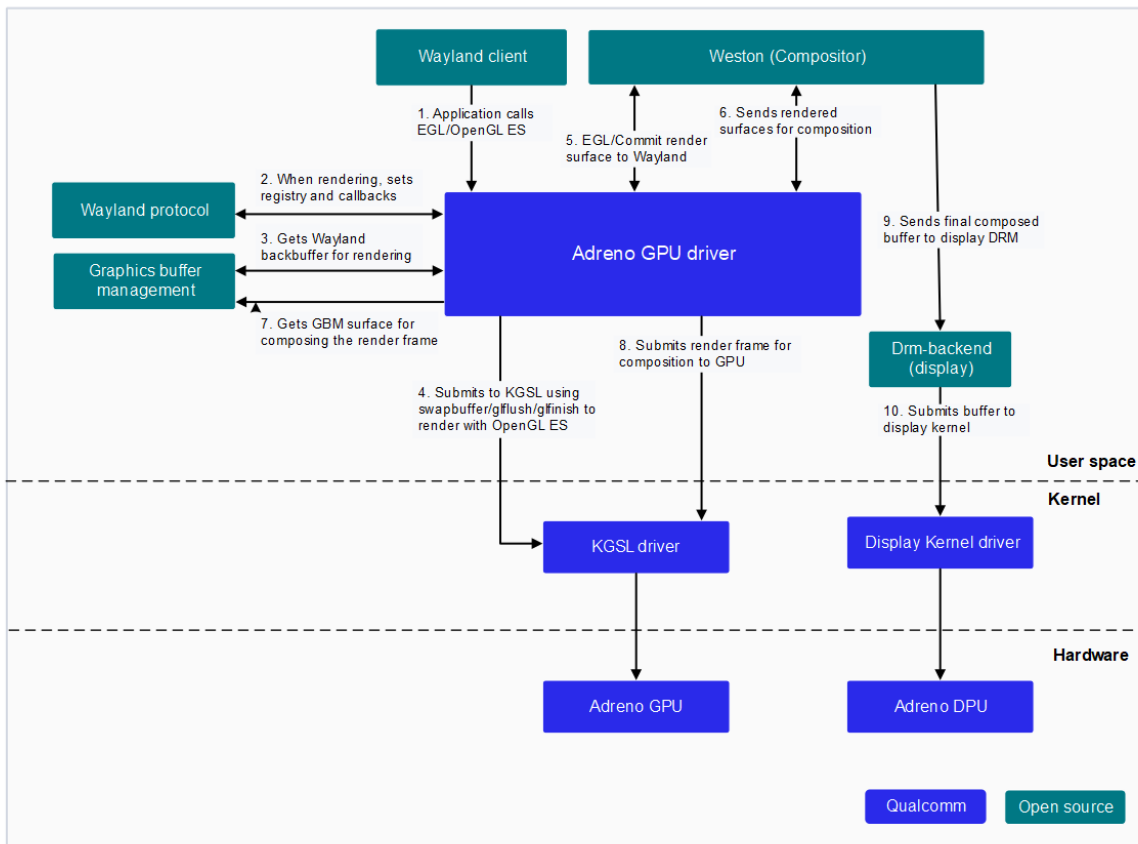 Wayland client
Weston (Compositor)
1. Application calls
EGL/OpenGL ES
5. EGL/Commit render
surface to Wayland
6. Sends rendered
surfaces for composition
2. When rendering, sets
registry and callbacks
Wayland protocol
3. Gets Wayland
backbuffer for rendering
Graphics buffer
management
Adreno GPU driver
9. Sends final composed
buffer to display DRM
7. Gets GBM surface for
composing the render frame
8. Submits render frame for
composition to GPU
Drm-backend
(display)
4. Submits to KGSL using
swapbuffer/glflush/glfinish to
render with OpenGL ES
10. Submits buffer to
display kernel
User space
Kernel
KGSL driver
Display Kernel driver
Hardware
Adreno GPU
Adreno DPU
Qualcomm
Open source